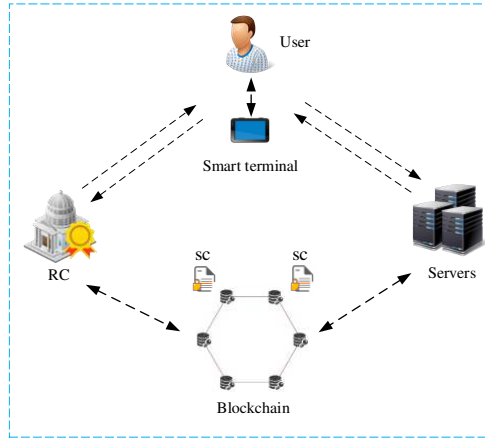 User
Smart terminal
RC
SC
SC
Servers
Blockchain